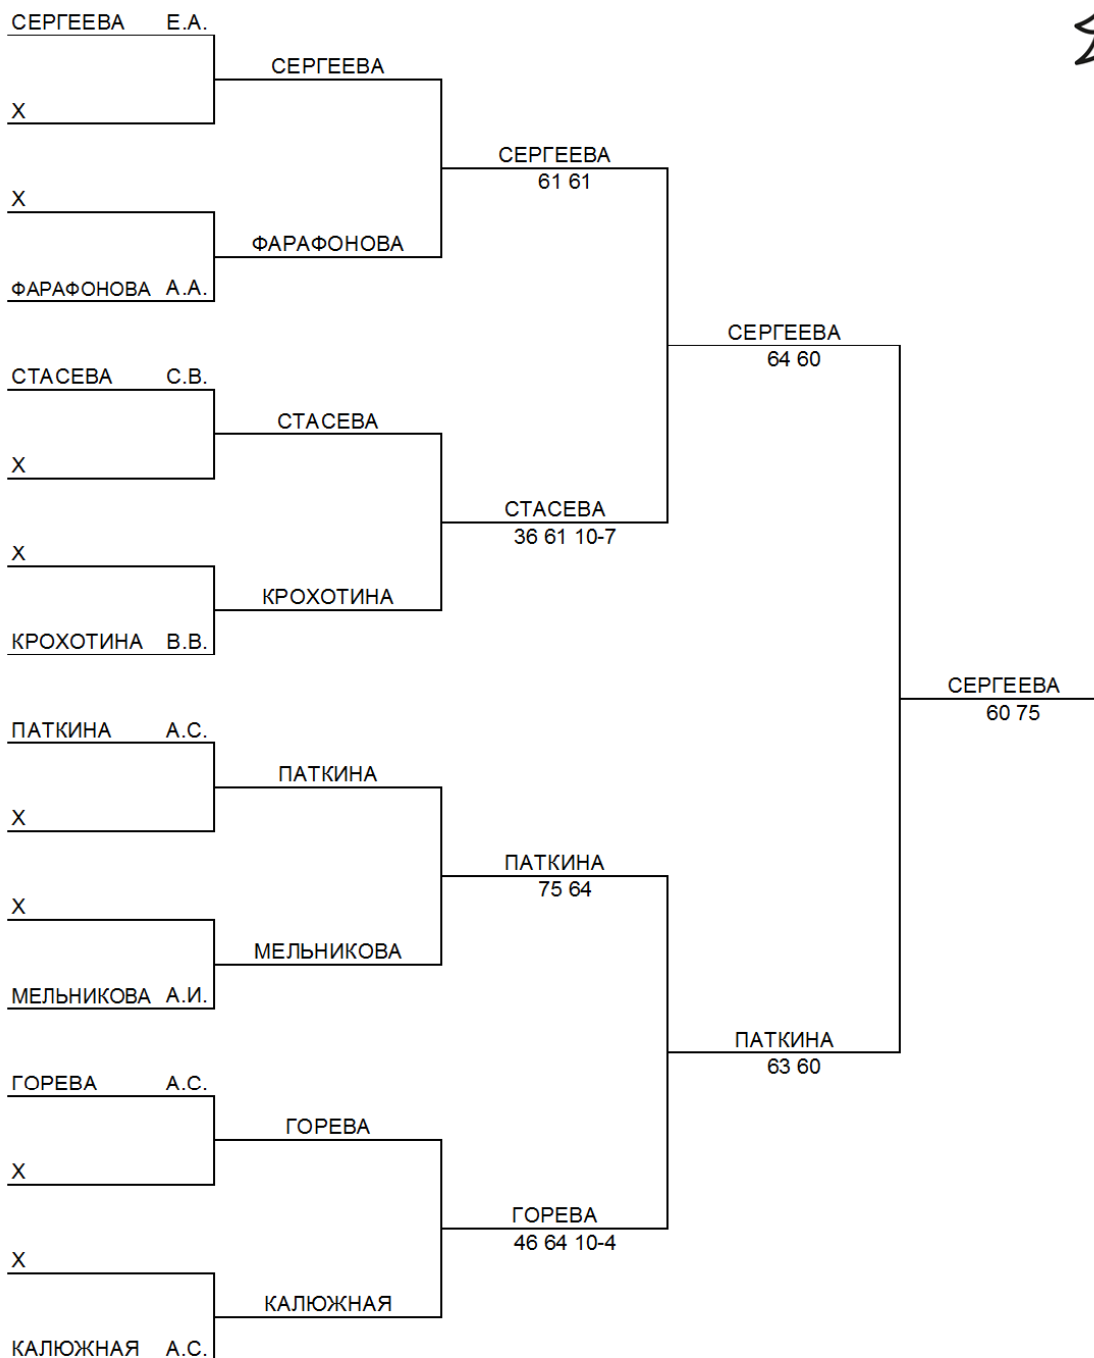 СЕРГЕЕВА Е.А.
СЕРГЕЕВА
Х
СЕРГЕЕВА
61 61
Х
ФАРАФОНОВА
ФАРАФОНОВА А.А.
СЕРГЕЕВА
64 60
СТАСЕВА С.В.
СТАСЕВА
Х
СТАСЕВА
36 61 10-7
Х
КРОХОТИНА
КРОХОТИНА В.В.
СЕРГЕЕВА
60 75
ПАТКИНА А.С.
ПАТКИНА
Х
ПАТКИНА
75 64
Х
МЕЛЬНИКОВА
МЕЛЬНИКОВА А.И.
ПАТКИНА
63 60
ГОРЕВА А.С.
ГОРЕВА
Х
ГОРЕВА
46 64 10-4
Х
КАЛЮЖНАЯ
КАЛЮЖНАЯ А.С.